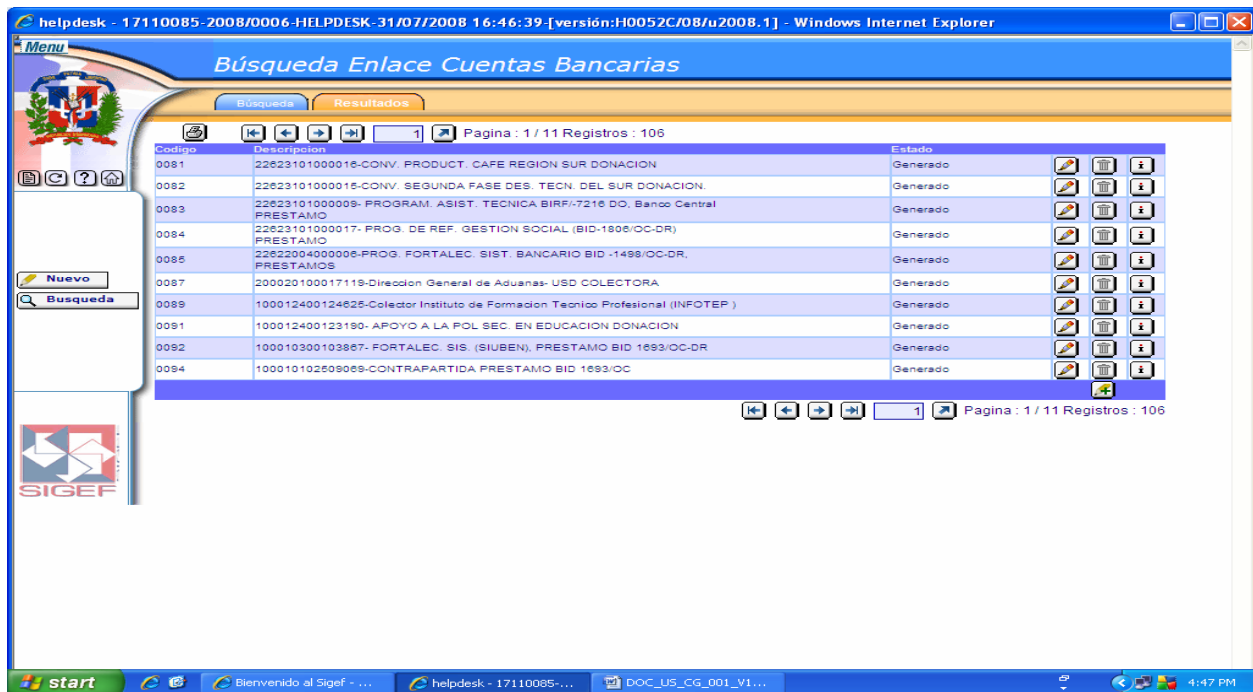 helpdesk - 17110085-2008/0006-HELPDESK-31/07/2008 16:46:39-[versión:H0052C/08/u2008.1] - Windows Internet Explorer
Menu
Búsqueda Enlace Cuentas Bancarias
Búsqueda Resultados
1 Pagina : 1 / 11 Registros : 106
Codigo Descripcion Estado
0081 22623101000016-CONV. PRODUCT. CAFE REGION SUR DONACION Generado
0082 22623101000015-CONV. SEGUNDA FASE DES. TECN. DEL SUR DONACION. Generado
0083 22623101000009- PROGRAM. ASIST. TECNICA BIRF/-7216 DO, Banco Central PRESTAMO Generado
0084 22623101000017- PROG. DE REF. GESTION SOCIAL (BID-1806/OC-DR) PRESTAMO Generado
0085 22622004000006-PROG. FORTALEC. SIST. BANCARIO BID -1498/OC-DR, PRESTAMOS Generado
0087 200020100017119-Direccion General de Aduanas- USD COLECTORA Generado
0089 100012400124625-Colector Instituto de Formacion Tecnico Profesional (INFOTEP ) Generado
0091 100012400123190- APOYO A LA POL SEC. EN EDUCACION DONACION Generado
0092 100010300103867- FORTALEC. SIS. (SIUBEN), PRESTAMO BID 1693/OC-DR Generado
0094 100010102509069-CONTRAPARTIDA PRESTAMO BID 1693/OC Generado
1 Pagina : 1 / 11 Registros : 106
Nuevo
Busqueda
SIGEF
start Bienvenido al Sigef - ... helpdesk - 17110085-... DOC_US_CG_001_V1... 4:47 PM